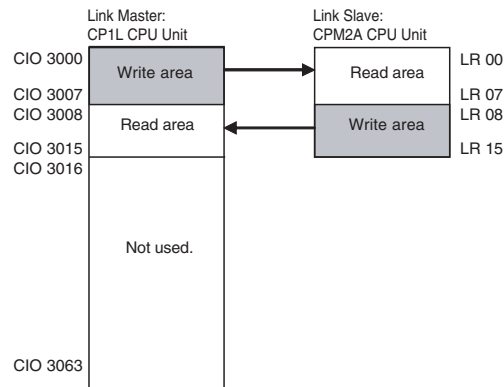 Link Master:
CP1L CPU Unit
Link Slave:
CPM2A CPU Unit
CIO 3000
Write area
Read area
LR 00
CIO 3007
LR 07
CIO 3008
Read area
Write area
LR 08
CIO 3015
LR 15
CIO 3016
Not used.
CIO 3063